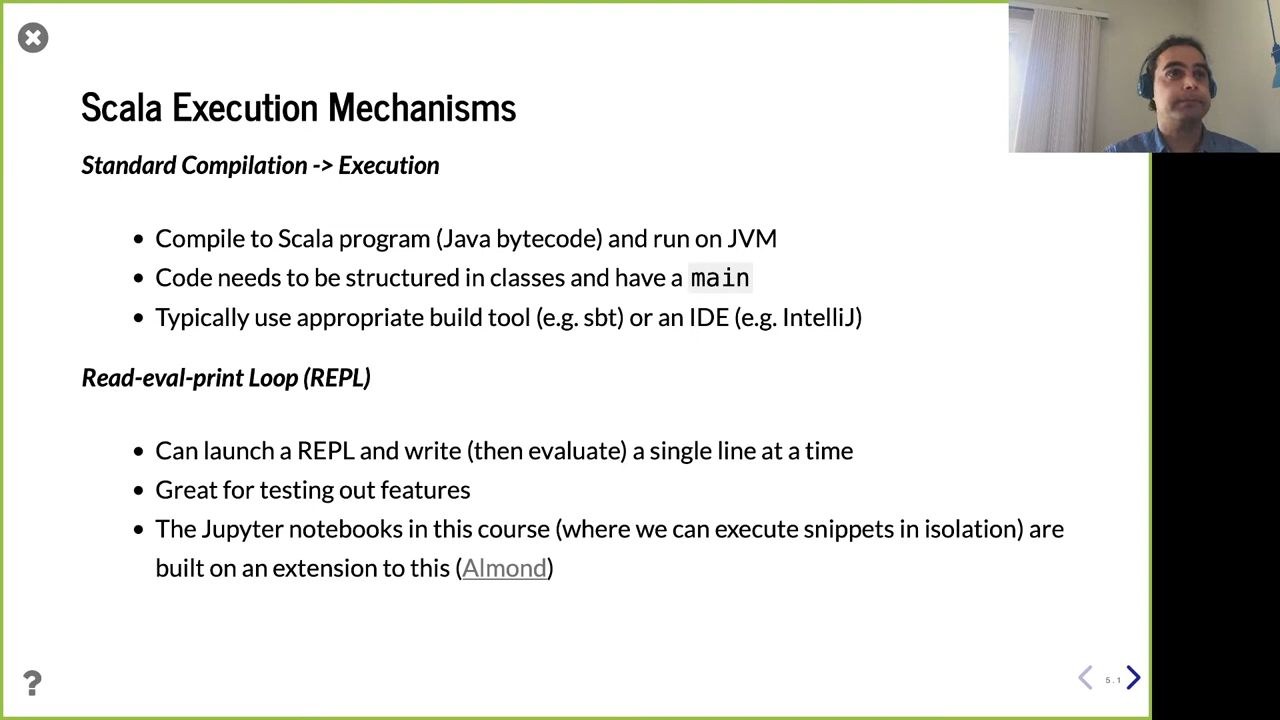 Scala Execution Mechanisms
Standard Compilation -> Execution
• Compile to Scala program (Java bytecode) and run on JVM
• Code needs to be structured in classes and have a main
• Typically use appropriate build tool (e.g. sbt) or an IDE (e.g. IntelliJ)
Read-eval-print Loop (REPL)
• Can launch a REPL and write (then evaluate) a single line at a time
• Great for testing out features
• The Jupyter notebooks in this course (where we can execute snippets in isolation) are
built on an extension to this (Almond)
?
5.1